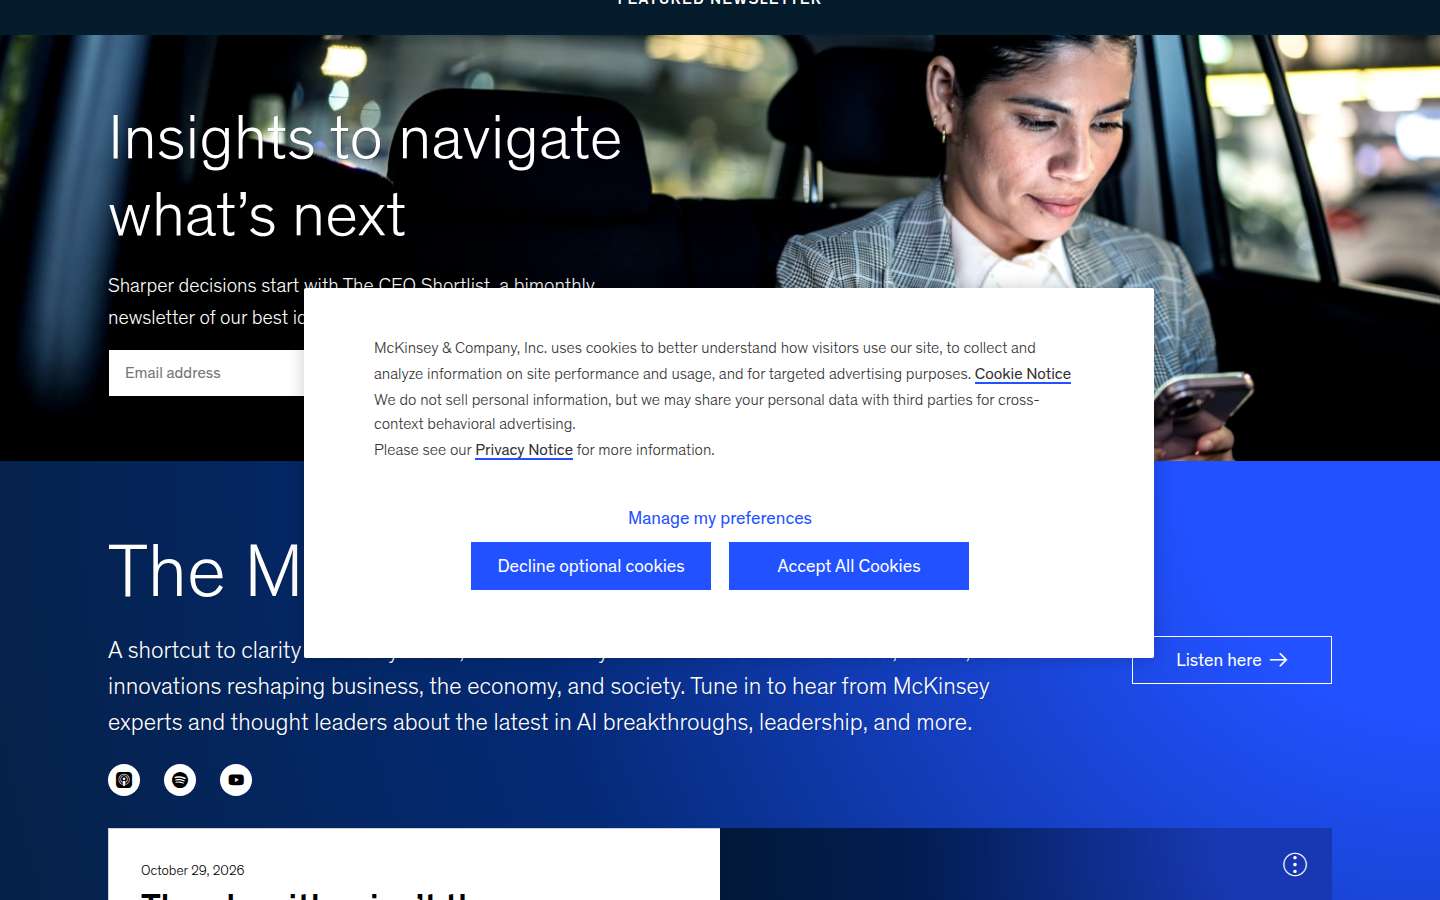 FEATURED NEWSLETTER
Insights to navigate
what's next
Sharper decisions start with The CEO Shortlist, a bimonthly
newsletter of our best
Email address
McKinsey & Company, Inc. uses cookies to better understand how visitors use our site, to collect and
analyze information on site performance and usage, and for targeted advertising purposes. Cookie Notice
We do not sell personal information, but we may share your personal data with third parties for cross-
context behavioral advertising.
Please see our Privacy Notice for more information.
Manage my preferences
Decline optional cookies
Accept All Cookies
The M
A shortcut to clarity
innovations reshaping business, the economy, and society. Tune in to hear from McKinsey
experts and thought leaders about the latest in AI breakthroughs, leadership, and more.
Listen here
October 29, 2026